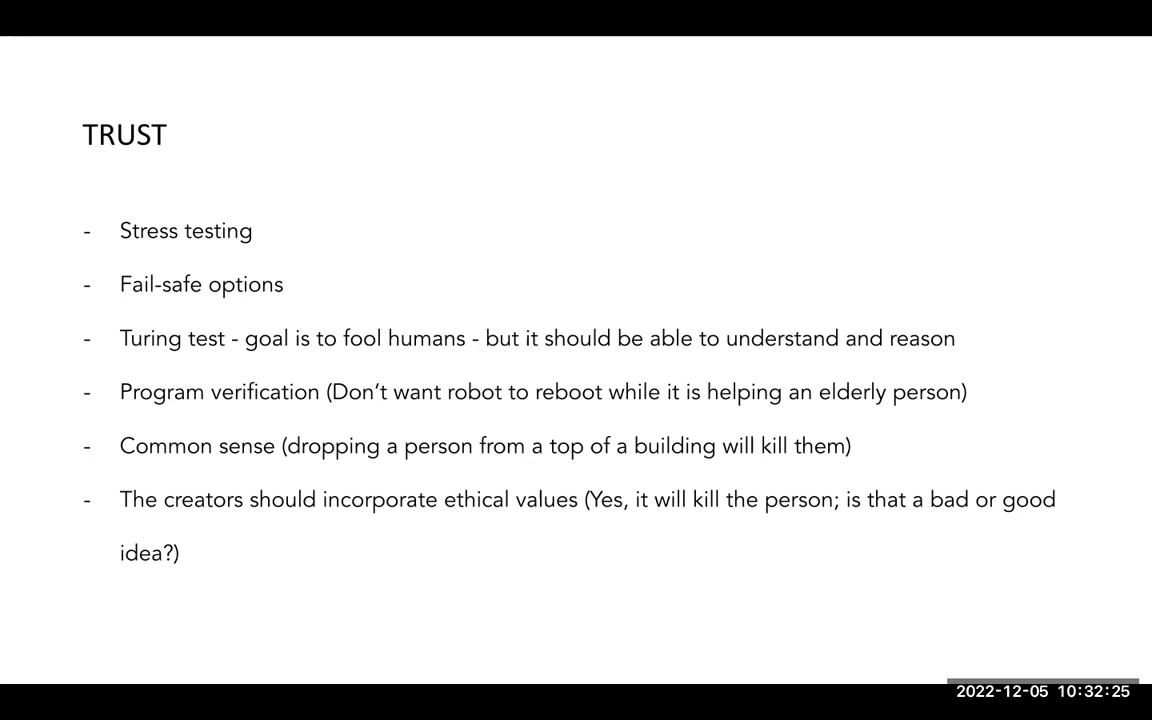 TRUST
- Stress testing
- Fail-safe options
- Turing test - goal is to fool humans - but it should be able to understand and reason
- Program verification (Don’t want robot to reboot while it is helping an elderly person)
- Common sense (dropping a person from a top of a building will kill them)
- The creators should incorporate ethical values (Yes, it will kill the person; is that a bad or good
idea?)
2022-12-05 10:32:25